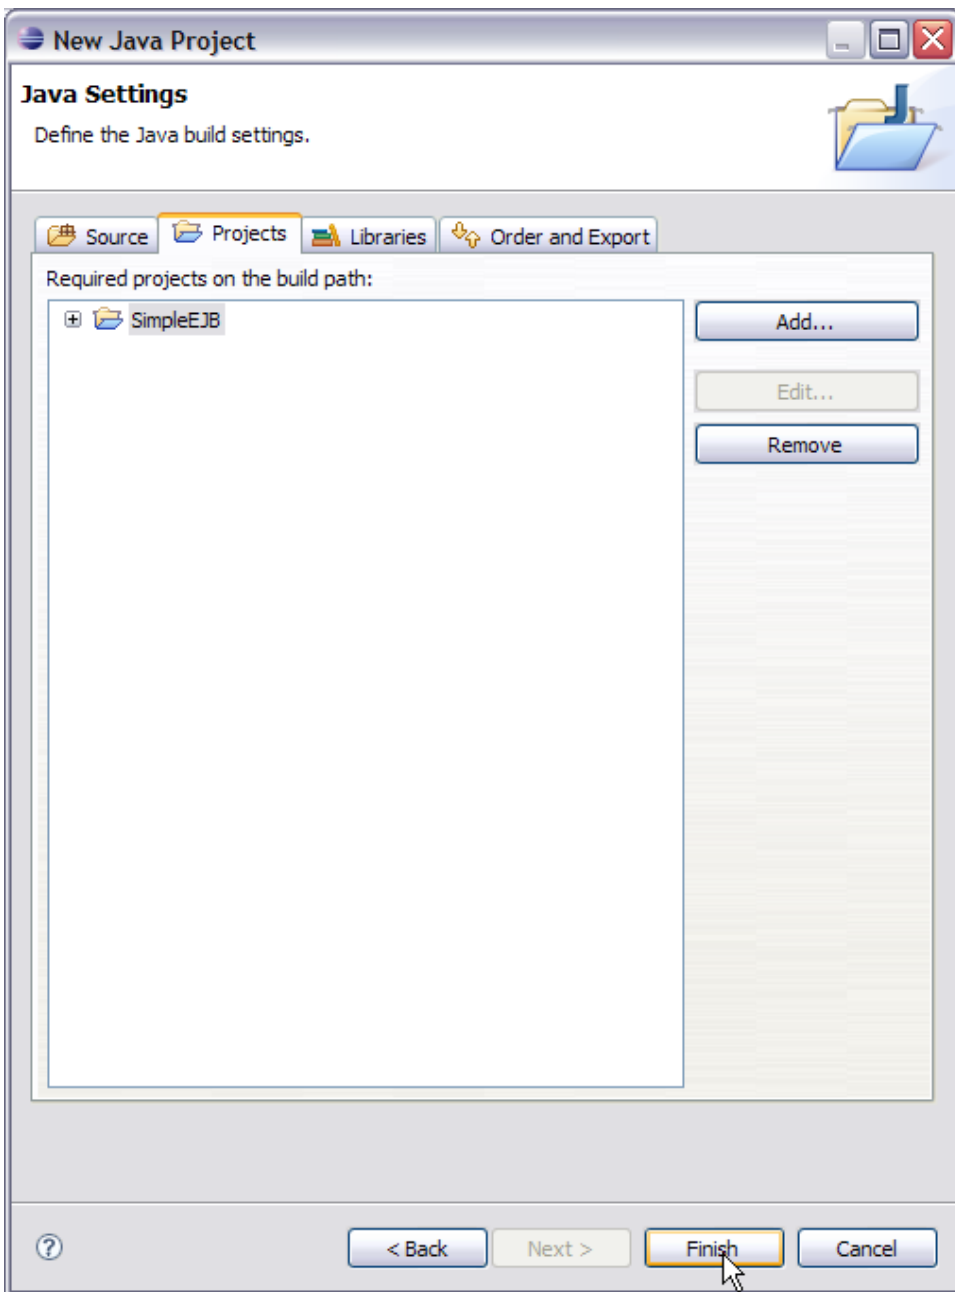 New Java Project
Java Settings
Define the Java build settings.
Source Projects Libraries Order and Export
Required projects on the build path:
SimpleEJB
Add...
Edit...
Remove
< Back Next > Finish Cancel